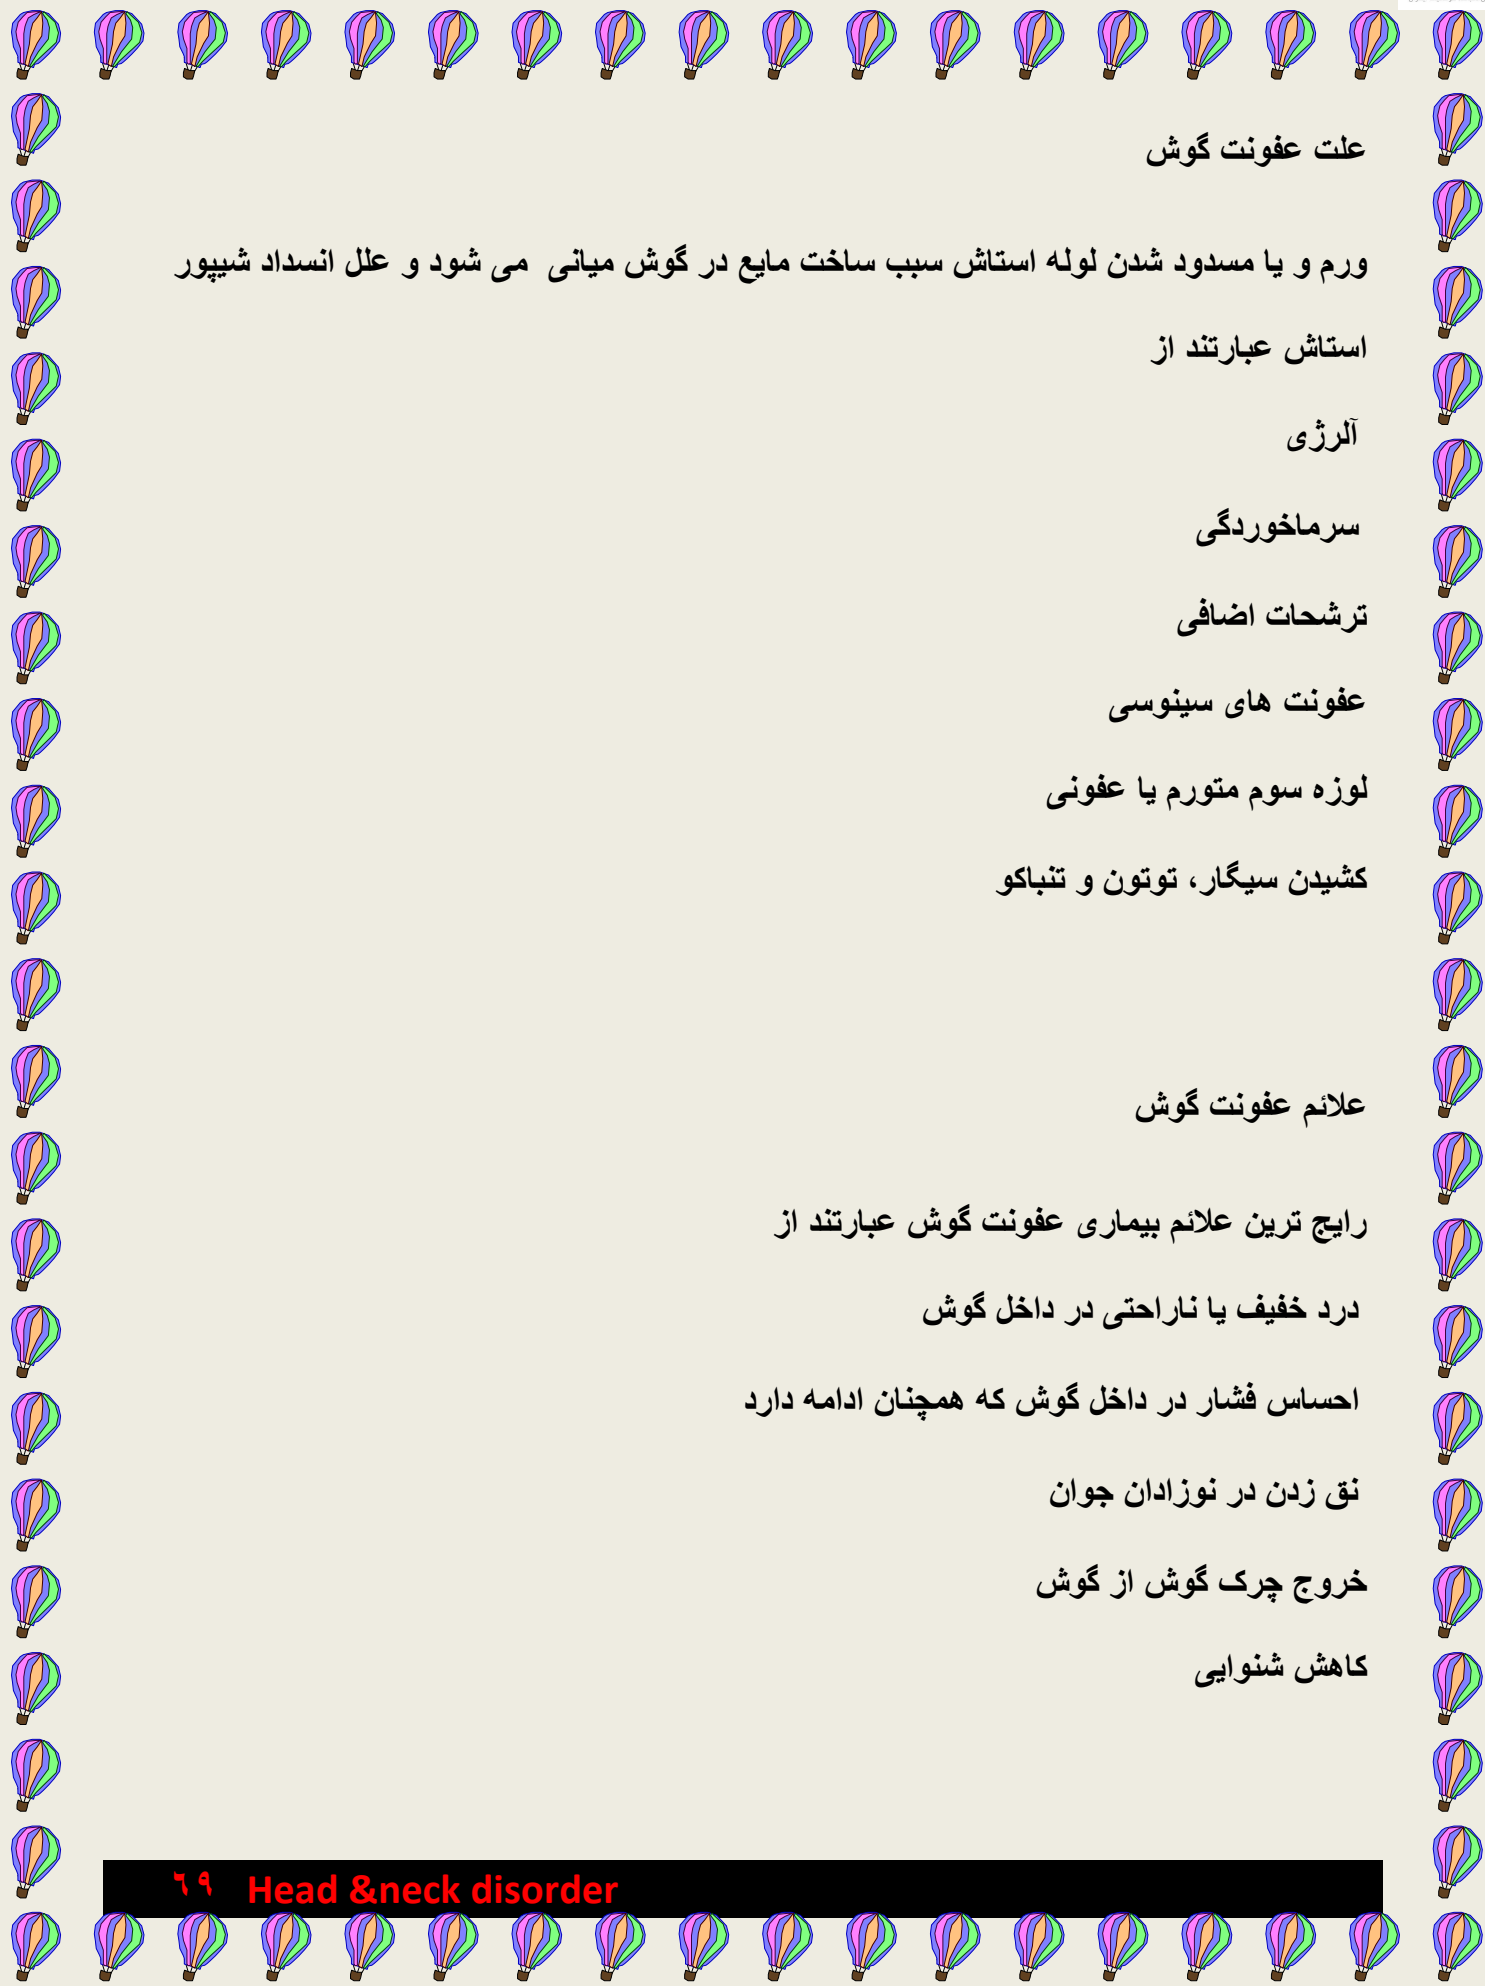 علت عفونت گوش
ورم و یا مسدود شدن لوله استاش سبب ساخت مایع در گوش میانی می شود و علل انسداد شیپور
استاش عبارتند از
آلرژی
سرماخوردگی
ترشحات اضافی
عفونت های سینوسی
لوزه سوم متورم یا عفونی
کشیدن سیگار، توتون و تنباکو
علائم عفونت گوش
رایج ترین علائم بیماری عفونت گوش عبارتند از
درد خفیف یا ناراحتی در داخل گوش
احساس فشار در داخل گوش که همچنان ادامه دارد
نق زدن در نوزادان جوان
خروج چرک گوش از گوش
کاهش شنوایی
٦٩ Head &neck disorder